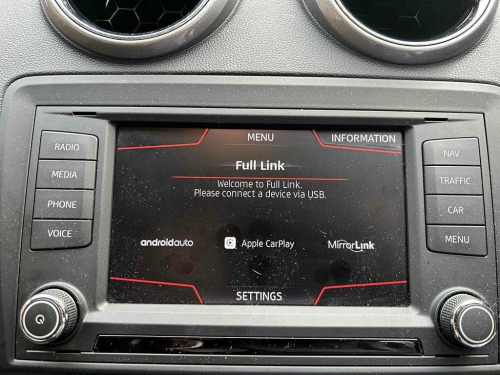 RADIO
MEDIA
PHONE
VOICE
MENU
INFORMATION
Full Link
Welcome to Full Link.
Please connect a device via USB.
androidauto
Apple CarPlay
MirrorLink
SETTINGS
NAV
TRAFFIC
CAR
MENU